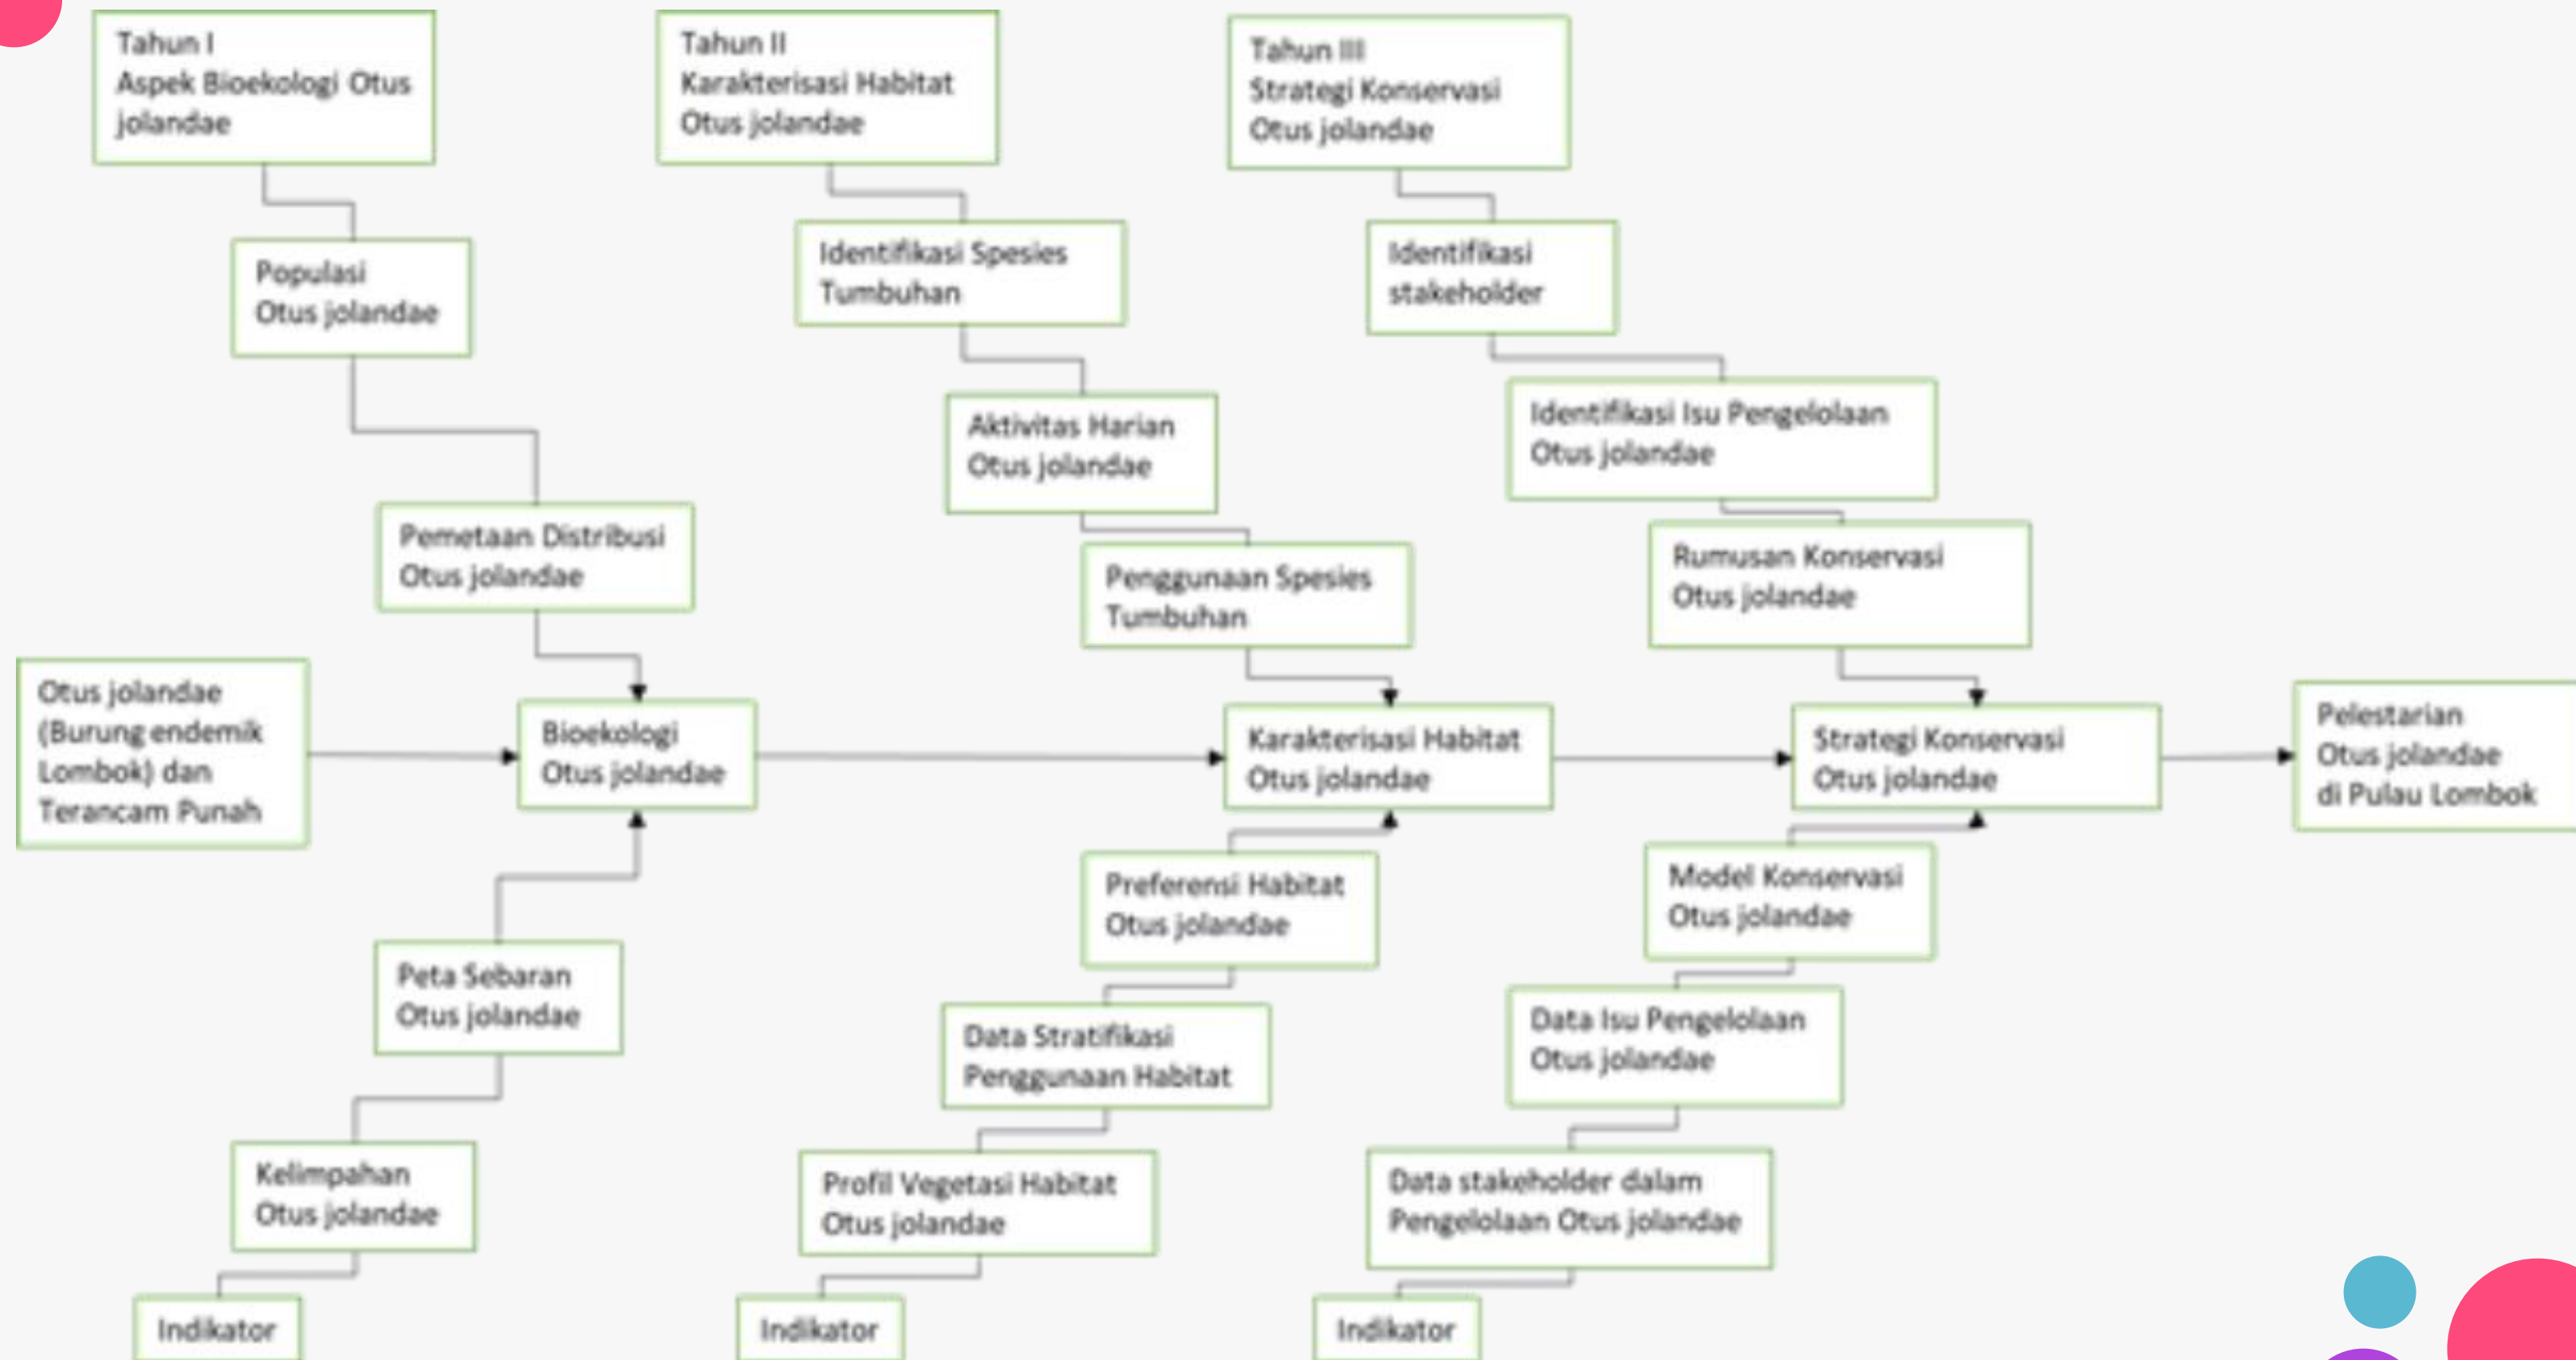 Tahun I
Aspek Bioekologi Otus
jolandae
Tahun II
Karakterisasi Habitat
Otus jolandae
Tahun III
Strategi Konservasi
Otus jolandae
Populasi
Otus jolandae
Identifikasi Spesies
Tumbuhan
Identifikasi
stakeholder
Aktivitas Harian
Otus jolandae
Identifikasi Isu Pengelolaan
Otus jolandae
Pemetaan Distribusi
Otus jolandae
Penggunaan Spesies
Tumbuhan
Rumusan Konservasi
Otus jolandae
Otus jolandae
(Burung endemik
Lombok) dan
Terancam Punah
Bioekologi
Otus jolandae
Karakterisasi Habitat
Otus jolandae
Strategi Konservasi
Otus jolandae
Pelestarian
Otus jolandae
di Pulau Lombok
Peta Sebaran
Otus jolandae
Preferensi Habitat
Otus jolandae
Model Konservasi
Otus jolandae
Data Stratifikasi
Penggunaan Habitat
Data Isu Pengelolaan
Otus jolandae
Kelimpahan
Otus jolandae
Profil Vegetasi Habitat
Otus jolandae
Data stakeholder dalam
Pengelolaan Otus jolandae
Indikator
Indikator
Indikator